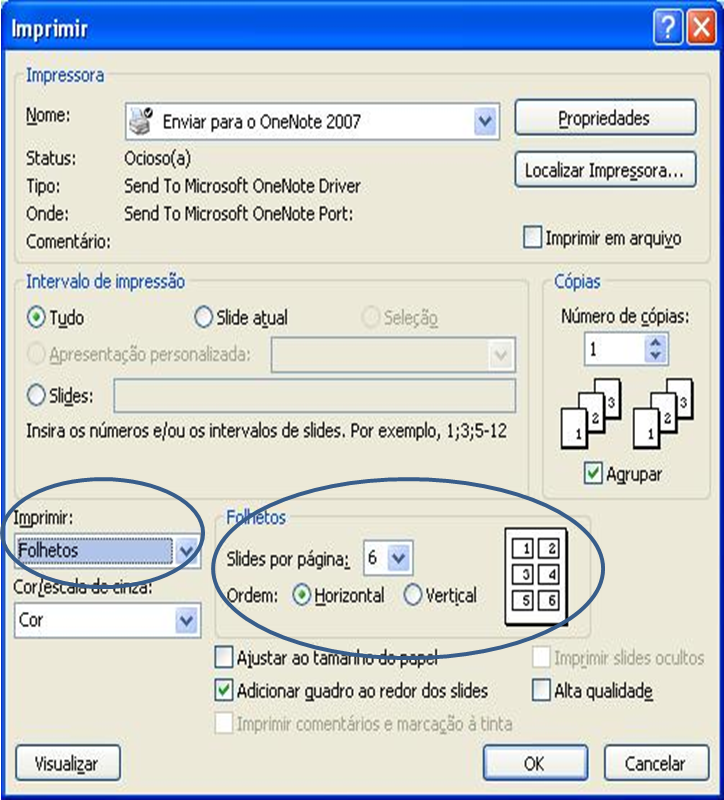 Imprimir
Impressora
Nome: Enviar para o OneNote 2007 Propriedades
Status: Ocioso(a) Localizar Impressora...
Tipo: Send To Microsoft OneNote Driver
Onde: Send To Microsoft OneNote Port:
Comentário: Imprimir em arquivo
Intervalo de impressão
Tudo Slide atual Seleção
Apresentação personalizada:
Slides:
Insira os números e/ou os intervalos de slides. Por exemplo, 1;3;5-12
Cópias
Número de cópias:
1
1 2 3 1 2 3
Agrupar
Imprimir:
Folhetos
Cor/escala de cinza:
Cor
Folhetos
Slides por página: 6
Ordem: Horizontal Vertical
1 2
3 4
5 6
Ajustar ao tamanho do papel Imprimir slides ocultos
Adicionar quadro ao redor dos slides Alta qualidade
Imprimir comentários e marcação à tinta
Visualizar OK Cancelar